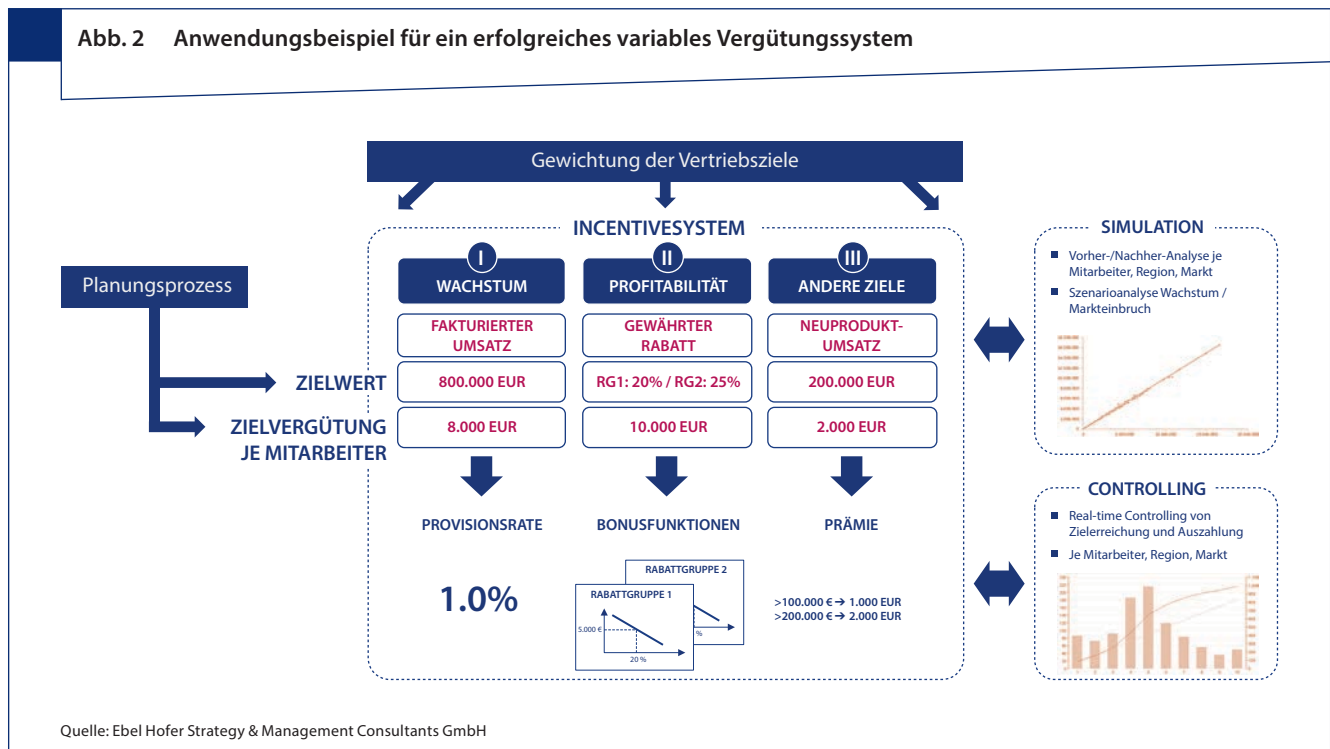 Abb. 2 Anwendungsbeispiel für ein erfolgreiches variables Vergütungssystem
Gewichtung der Vertriebsziele
Planungsprozess
INCENTIVESYSTEM
I
WACHSTUM
II
PROFITABILITÄT
III
ANDERE ZIELE
FAKTURIERTER
UMSATZ
GEWÄHRTER
RABATT
NEUPRODUKT-
UMSATZ
ZIELWERT
800.000 EUR
RG1: 20% / RG2: 25%
200.000 EUR
ZIELVERGÜTUNG
JE MITARBEITER
8.000 EUR
10.000 EUR
2.000 EUR
PROVISIONSRATE
BONUSFUNKTIONEN
PRÄMIE
1.0%
RABATTGRUPPE 2
%
RABATTGRUPPE 1
5.000 €
20 %
>100.000 € ➔ 1.000 EUR
>200.000 € ➔ 2.000 EUR
SIMULATION
■ Vorher-/Nachher-Analyse je
Mitarbeiter, Region, Markt
■ Szenarioanalyse Wachstum /
Markteinbruch
CONTROLLING
■ Real-time Controlling von
Zielerreichung und Auszahlung
■ Je Mitarbeiter, Region, Markt
Quelle: Ebel Hofer Strategy & Management Consultants GmbH